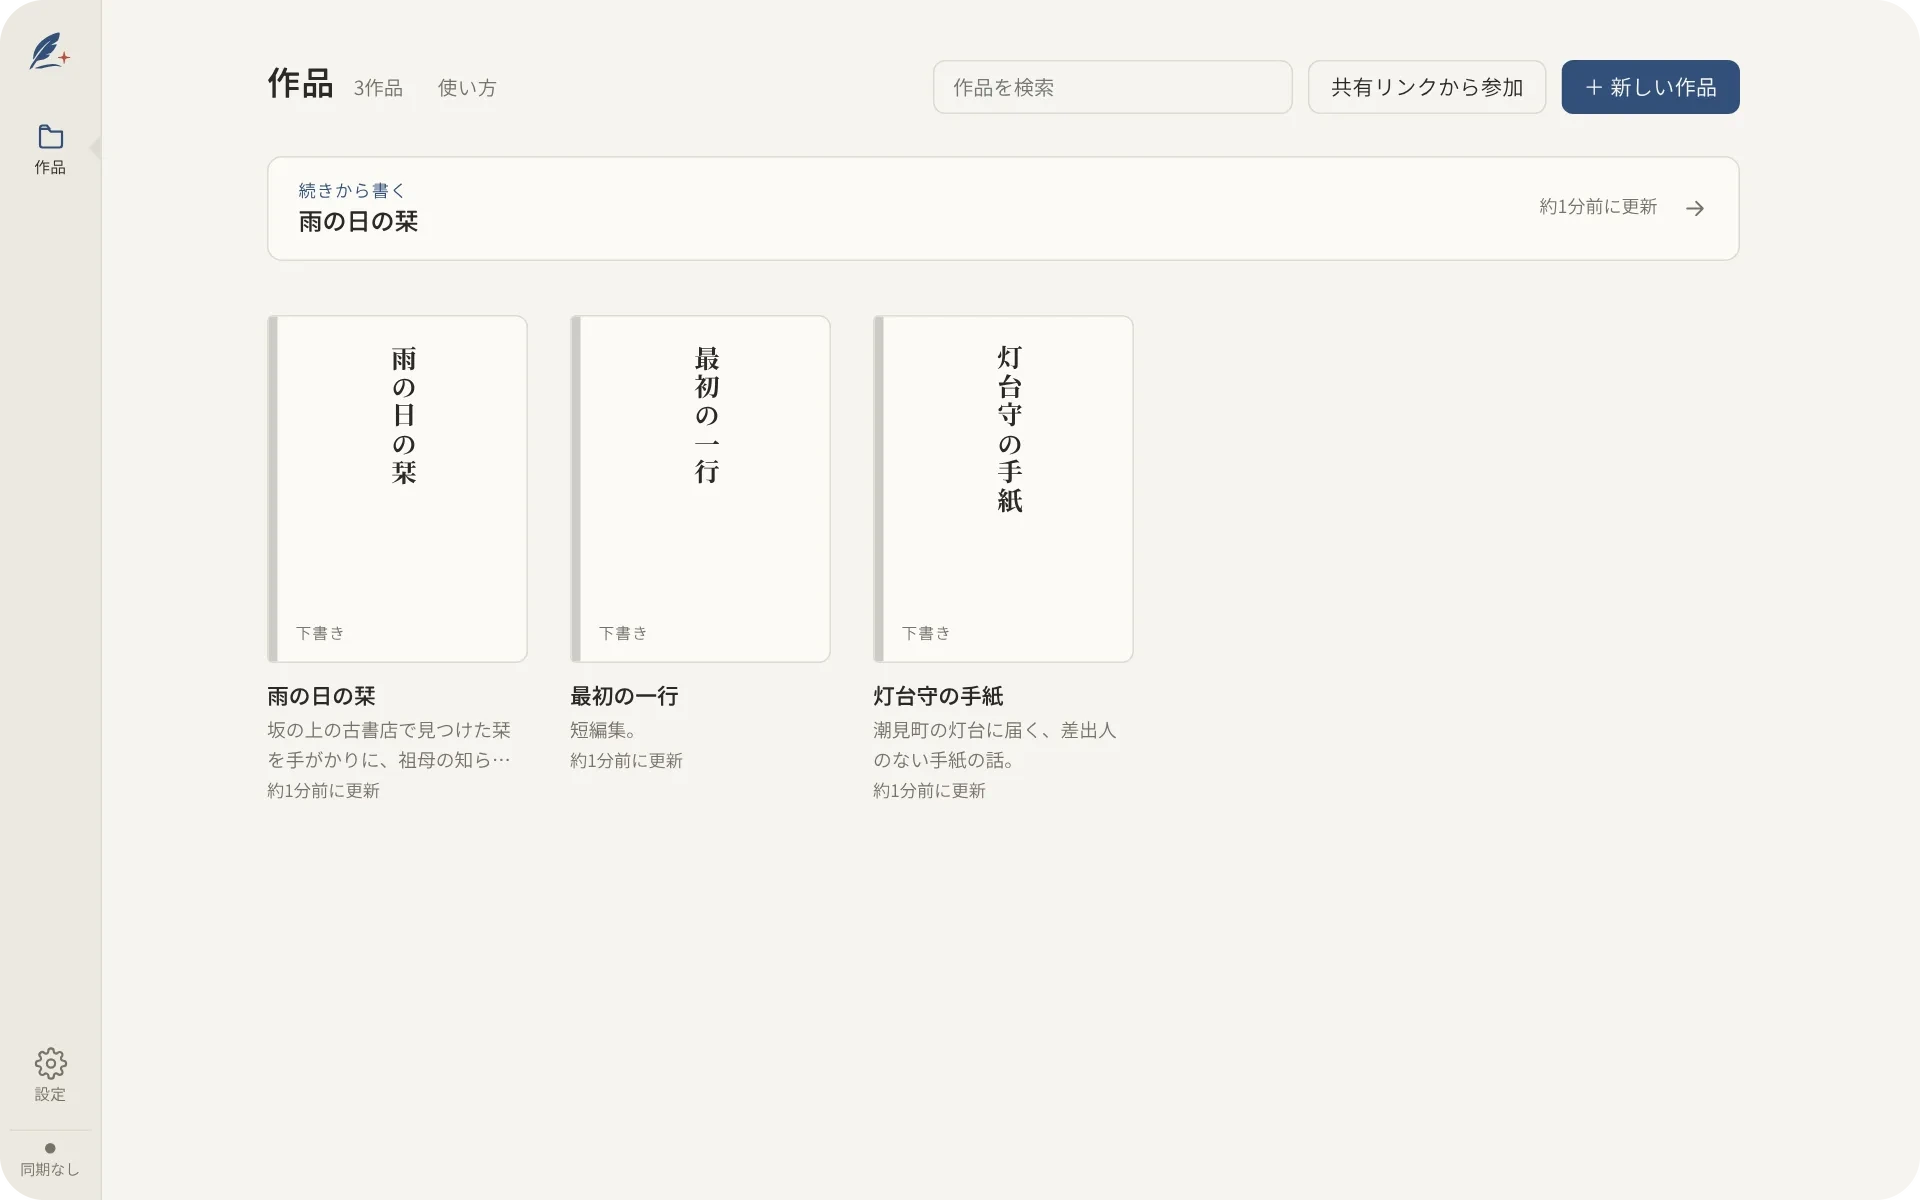 作品
設定
同期なし
作品 3作品 使い方
作品を検索
共有リンクから参加
＋ 新しい作品
続きから書く
雨の日の栞
約1分前に更新 →
雨の日の栞
下書き
雨の日の栞
坂の上の古書店で見つけた栞
を手がかりに、祖母の知ら…
約1分前に更新
最初の一行
下書き
最初の一行
短編集。
約1分前に更新
灯台守の手紙
下書き
灯台守の手紙
潮見町の灯台に届く、差出人
のない手紙の話。
約1分前に更新